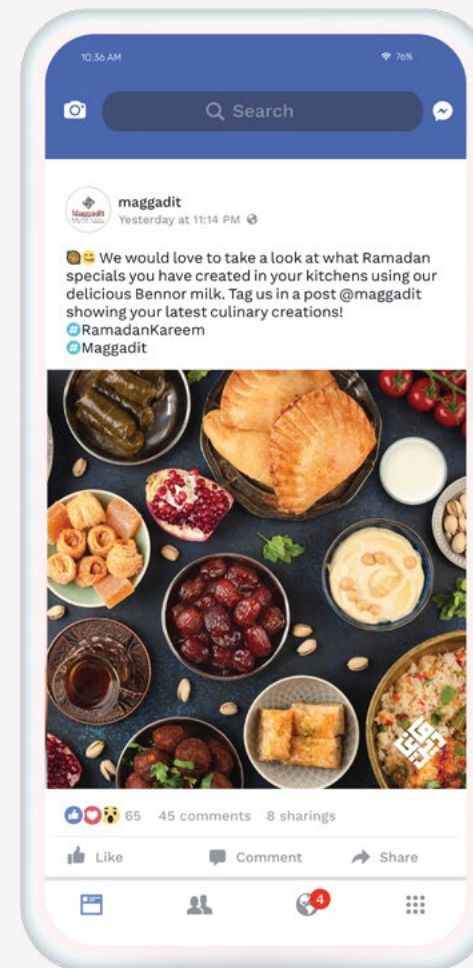 10:36 AM
76%
Search
maggadit
Yesterday at 11:14 PM
We would love to take a look at what Ramadan
specials you have created in your kitchens using our
delicious Bennor milk. Tag us in a post @maggadit
showing your latest culinary creations!
#RamadanKareem
#Maggadit
65 45 comments 8 sharings
Like Comment Share
4